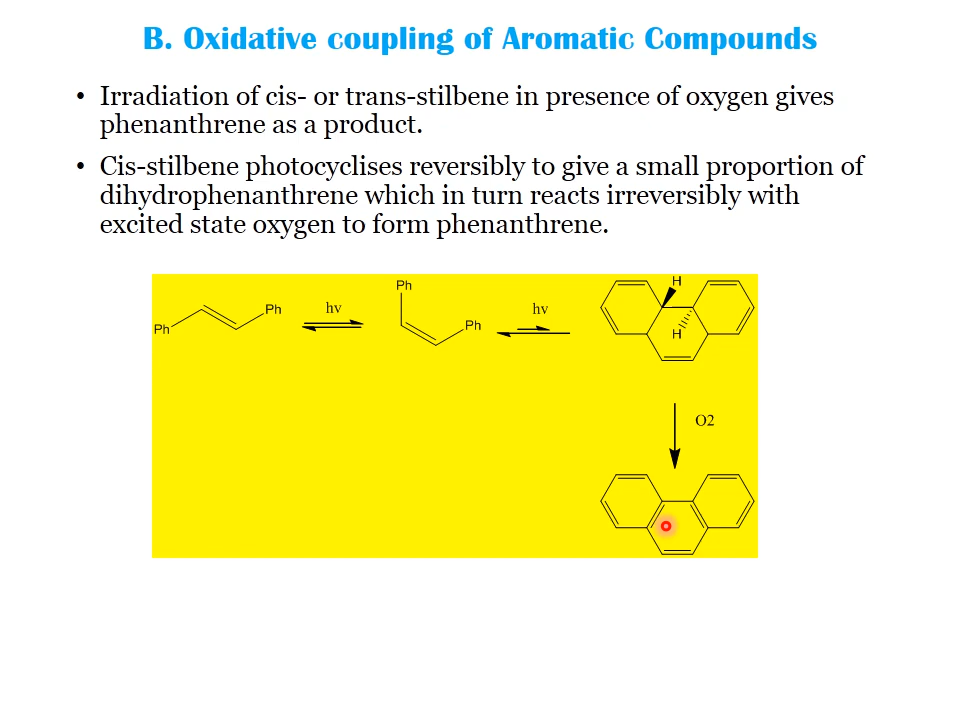 B. Oxidative coupling of Aromatic Compounds
• Irradiation of cis- or trans-stilbene in presence of oxygen gives
phenanthrene as a product.
• Cis-stilbene photocyclises reversibly to give a small proportion of
dihydrophenanthrene which in turn reacts irreversibly with
excited state oxygen to form phenanthrene.
Ph
Ph
hv
Ph
Ph
hv
H
H
O2